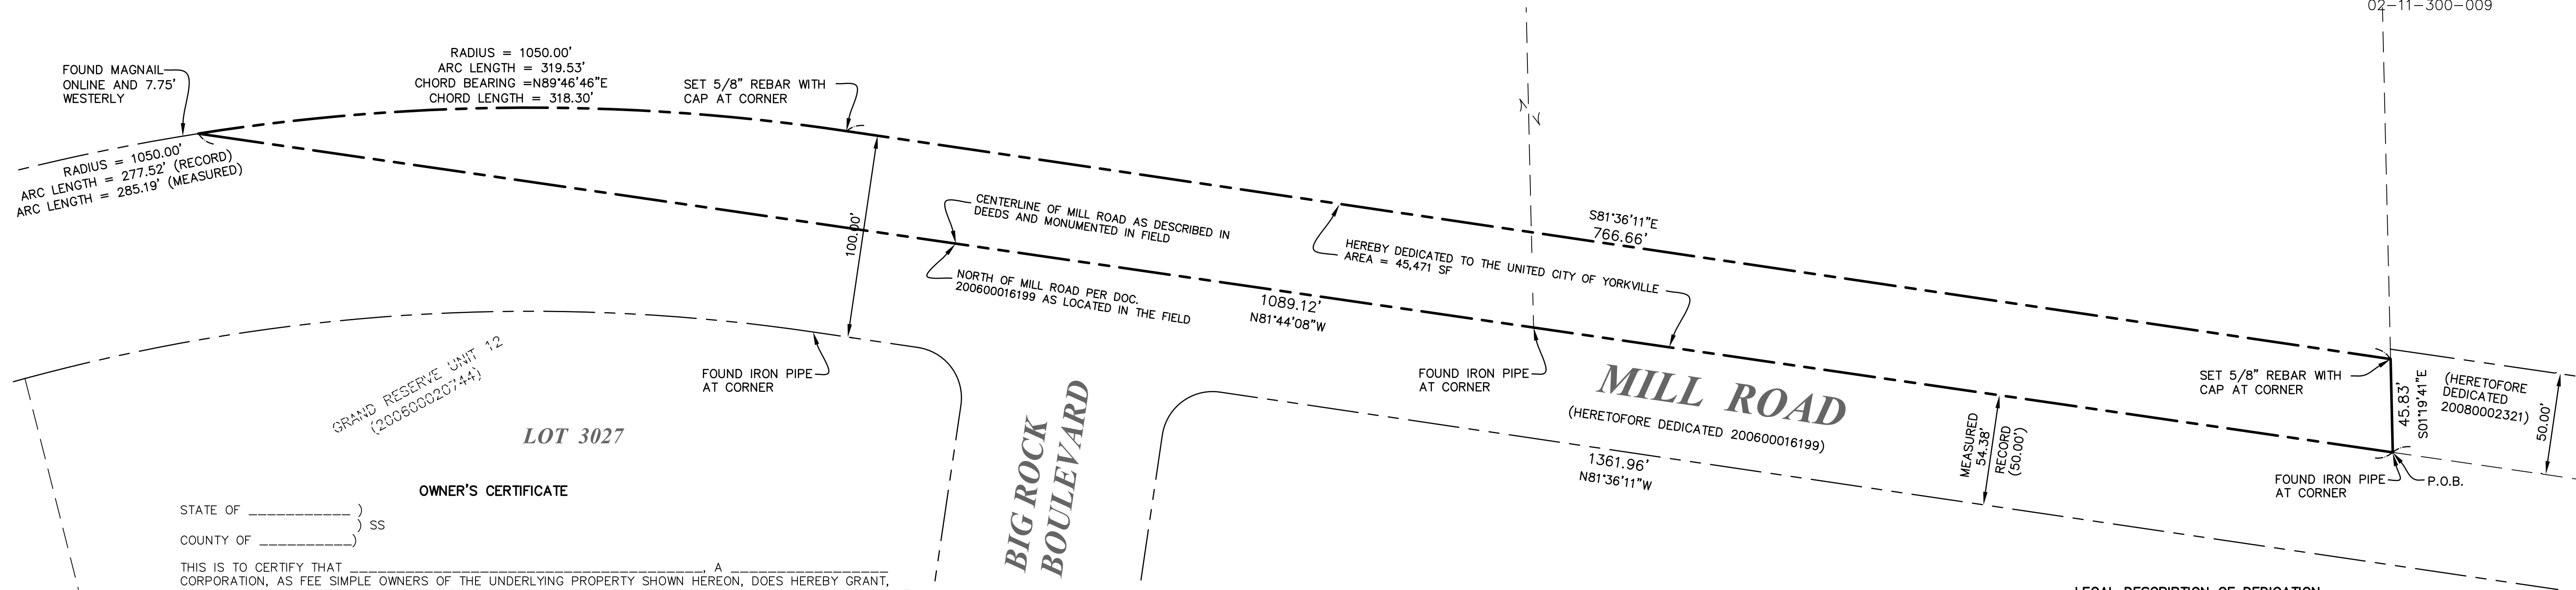 02-11-300-009
RADIUS = 1050.00'
ARC LENGTH = 319.53'
CHORD BEARING =N89°46'46"E
CHORD LENGTH = 318.30'
FOUND MAGNAIL
ONLINE AND 7.75'
WESTERLY
SET 5/8" REBAR WITH
CAP AT CORNER
RADIUS = 1050.00'
ARC LENGTH = 277.52' (RECORD)
ARC LENGTH = 285.19' (MEASURED)
100.00'
CENTERLINE OF MILL ROAD AS DESCRIBED IN
DEEDS AND MONUMENTED IN FIELD
NORTH OF MILL ROAD PER DOC.
200600016199 AS LOCATED IN THE FIELD
S81°36'11"E
766.66'
HEREBY DEDICATED TO THE UNITED CITY OF YORKVILLE
AREA = 45,471 SF
1089.12'
N81°44'08"W
FOUND IRON PIPE
AT CORNER
FOUND IRON PIPE
AT CORNER
GRAND RESERVE UNIT 12
(200600020744)
LOT 3027
BIG ROCK
BOULEVARD
MILL ROAD
(HERETOFORE DEDICATED 200600016199)
1361.96'
N81°36'11"W
MEASURED
54.38'
RECORD
(50.00')
SET 5/8" REBAR WITH
CAP AT CORNER
45.83'
S01°19'41"E
(HERETOFORE
DEDICATED
20080002321)
50.00'
FOUND IRON PIPE
AT CORNER
P.O.B.
OWNER'S CERTIFICATE
STATE OF ___________ )
) SS
COUNTY OF __________)
THIS IS TO CERTIFY THAT ______________________________________, A _________________
CORPORATION, AS FEE SIMPLE OWNERS OF THE UNDERLYING PROPERTY SHOWN HEREON, DOES HEREBY GRANT,
LEGAL DESCRIPTION OF DEDICATION